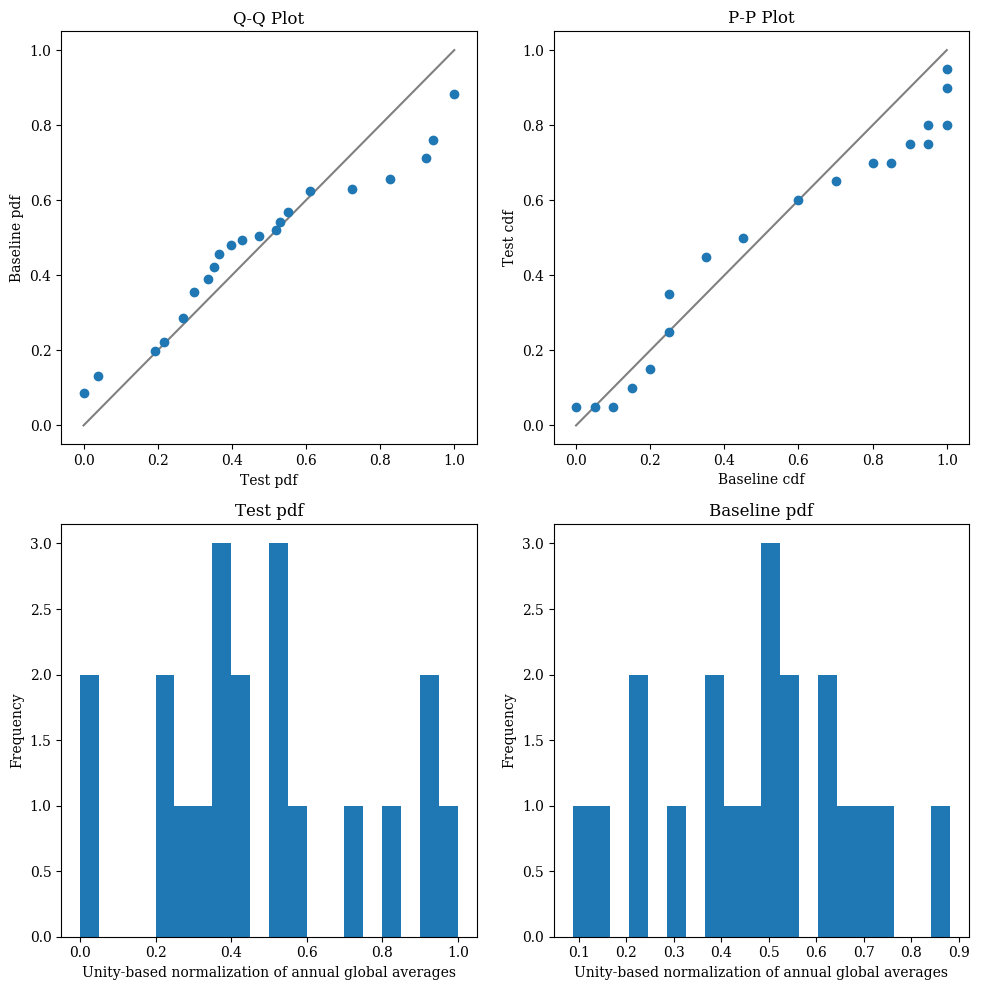 Q-Q Plot
Baseline pdf
1.0
0.8
0.6
0.4
0.2
0.0
0.0 0.2 0.4 0.6 0.8 1.0
Test pdf
P-P Plot
Test cdf
1.0
0.8
0.6
0.4
0.2
0.0
0.0 0.2 0.4 0.6 0.8 1.0
Baseline cdf
Test pdf
Frequency
3.0
2.5
2.0
1.5
1.0
0.5
0.0
0.0 0.2 0.4 0.6 0.8 1.0
Unity-based normalization of annual global averages
Baseline pdf
Frequency
3.0
2.5
2.0
1.5
1.0
0.5
0.0
0.1 0.2 0.3 0.4 0.5 0.6 0.7 0.8 0.9
Unity-based normalization of annual global averages